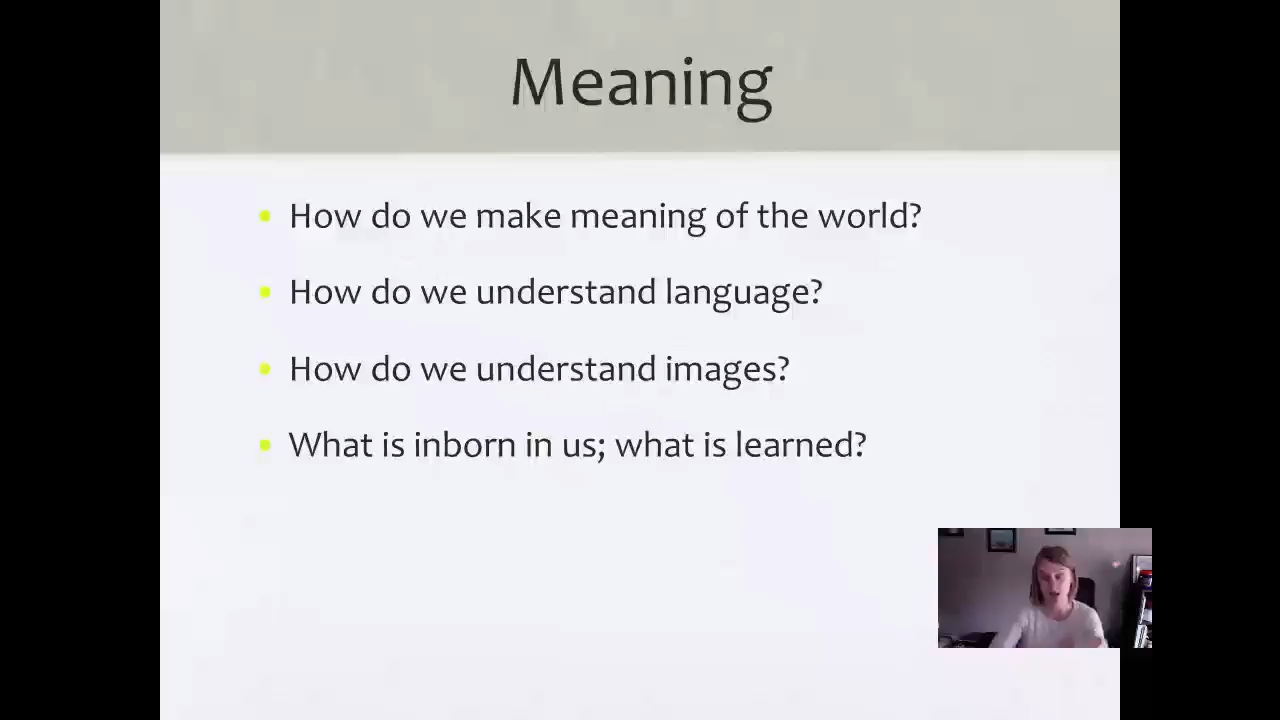 Meaning
How do we make meaning of the world?
How do we understand language?
How do we understand images?
What is inborn in us; what is learned?